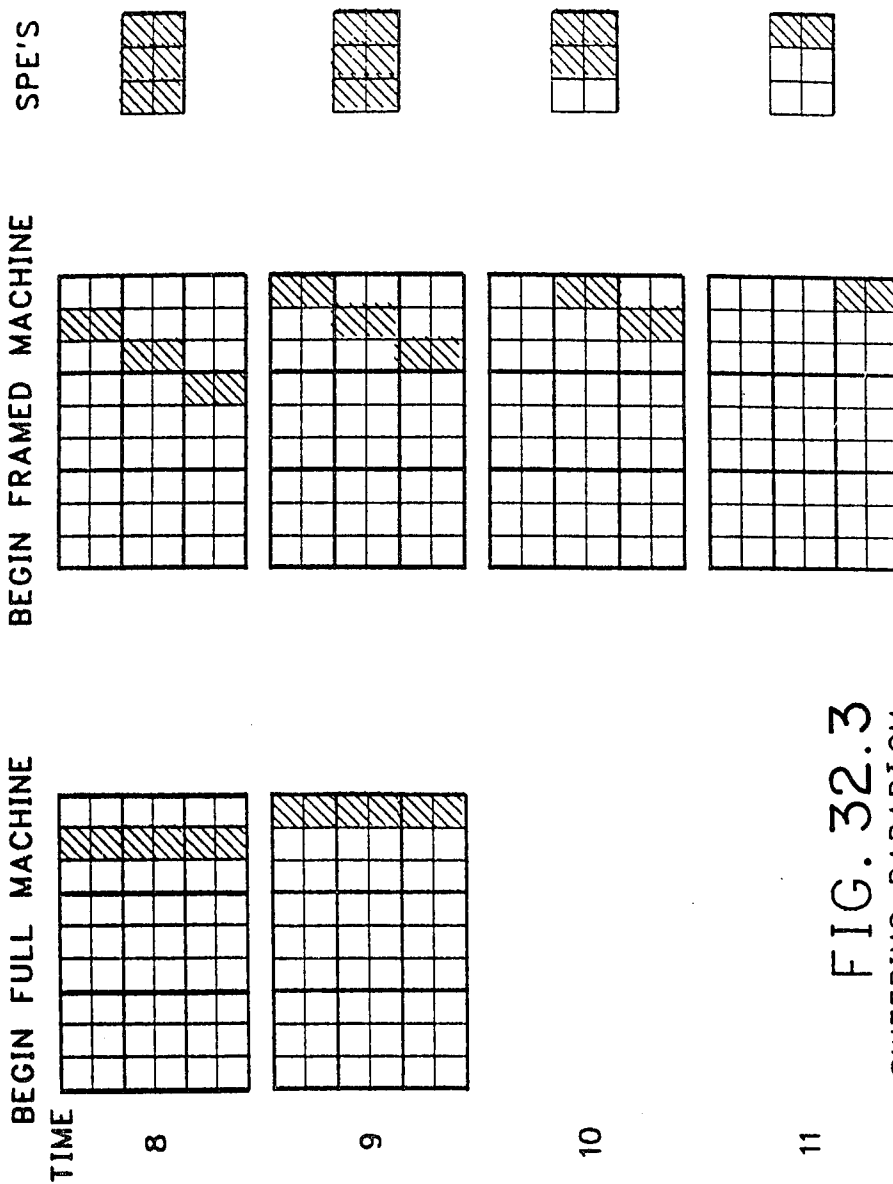 BEGIN FULL MACHINE
BEGIN FRAMED MACHINE
SPE'S
TIME
8
9
10
11
FIG. 32.3